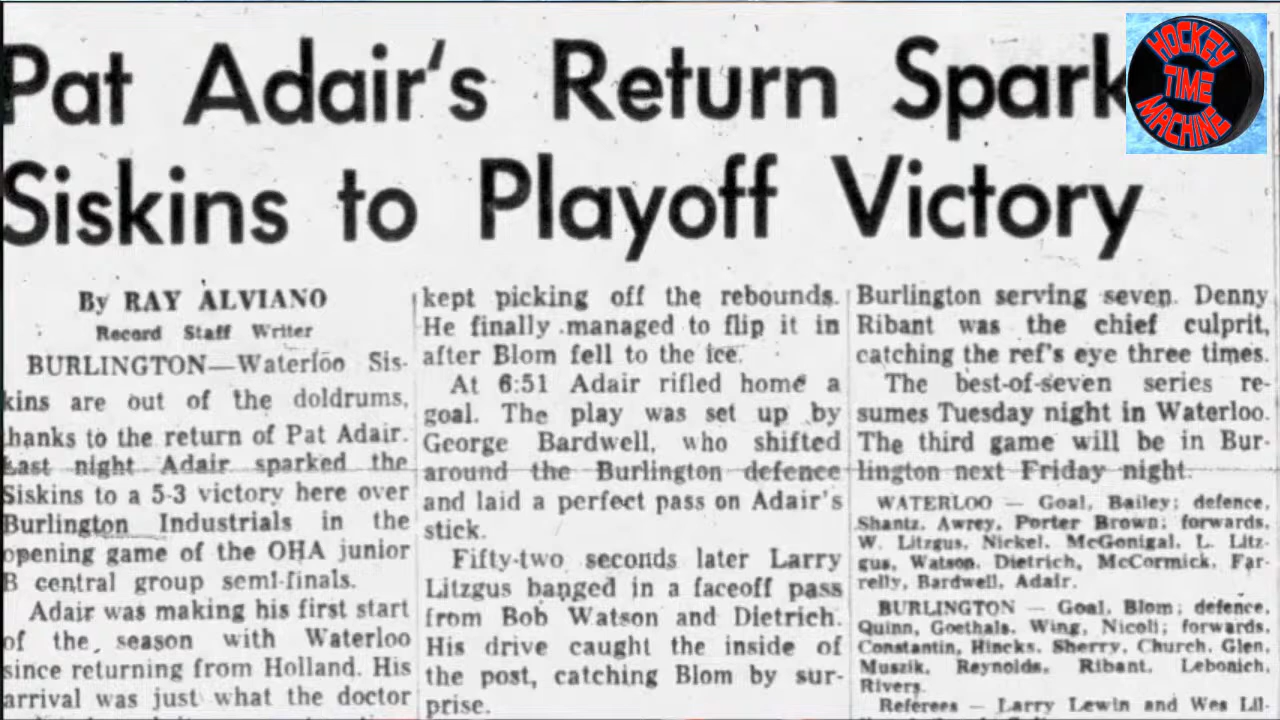 Pat Adair's Return Spark
Siskins to Playoff Victory
HOCKEY
TIME
MACHINE
By RAY ALVIANO
Record Staff Writer
BURLINGTON—Waterloo Sis-
kins are out of the doldrums,
thanks to the return of Pat Adair.
Last night Adair sparked the
Siskins to a 5-3 victory here over
Burlington Industrials in the
opening game of the OHA junior
B central group semi-finals.
Adair was making his first start
of the season with Waterloo
since returning from Holland. His
arrival was just what the doctor
kept picking off the rebounds.
He finally managed to flip it in
after Blom fell to the ice.
At 6:51 Adair rifled home a
goal. The play was set up by
George Bardwell, who shifted
around the Burlington defence
and laid a perfect pass on Adair's
stick.
Fifty-two seconds later Larry
Litzgus banged in a faceoff pass
from Bob Watson and Dietrich.
His drive caught the inside of
the post, catching Blom by sur-
prise.
Burlington serving seven. Denny
Ribant was the chief culprit,
catching the ref's eye three times.
The best-of-seven series re-
sumes Tuesday night in Waterloo.
The third game will be in Bur-
lington next Friday night.
WATERLOO — Goal, Bailey; defence,
Shantz, Awrey, Porter Brown; forwards,
W. Litzgus, Nickel, McGonigal, L. Litz-
gus, Watson, Dietrich, McCormick, Far-
relly, Bardwell, Adair.
BURLINGTON — Goal, Blom; defence,
Quinn, Goethals, Wing, Nicoli; forwards,
Constantin, Hincks, Sherry, Church, Glen,
Muszik, Reynolds, Ribant, Lebonich,
Rivers.
Referees — Larry Lewin and Wes Lil-